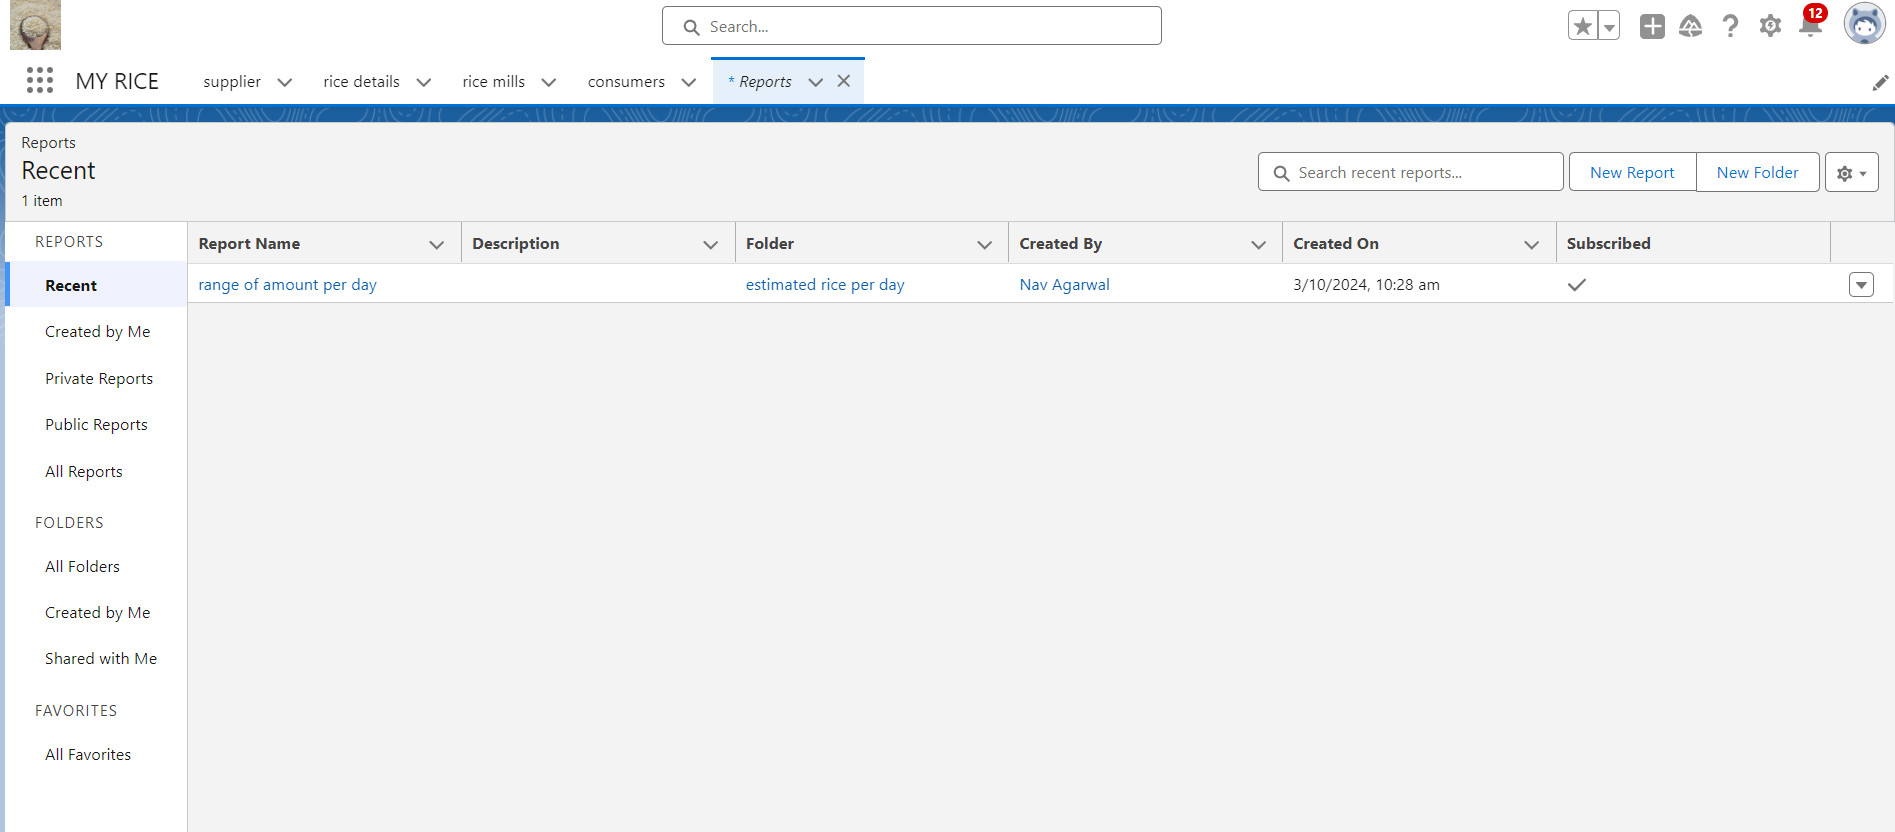 Search...
12
MY RICE
supplier
rice details
rice mills
consumers
* Reports
Reports
Recent
1 item
Search recent reports...
New Report
New Folder
REPORTS
Recent
Created by Me
Private Reports
Public Reports
All Reports
FOLDERS
All Folders
Created by Me
Shared with Me
FAVORITES
All Favorites
Report Name
Description
Folder
Created By
Created On
Subscribed
range of amount per day
estimated rice per day
Nav Agarwal
3/10/2024, 10:28 am